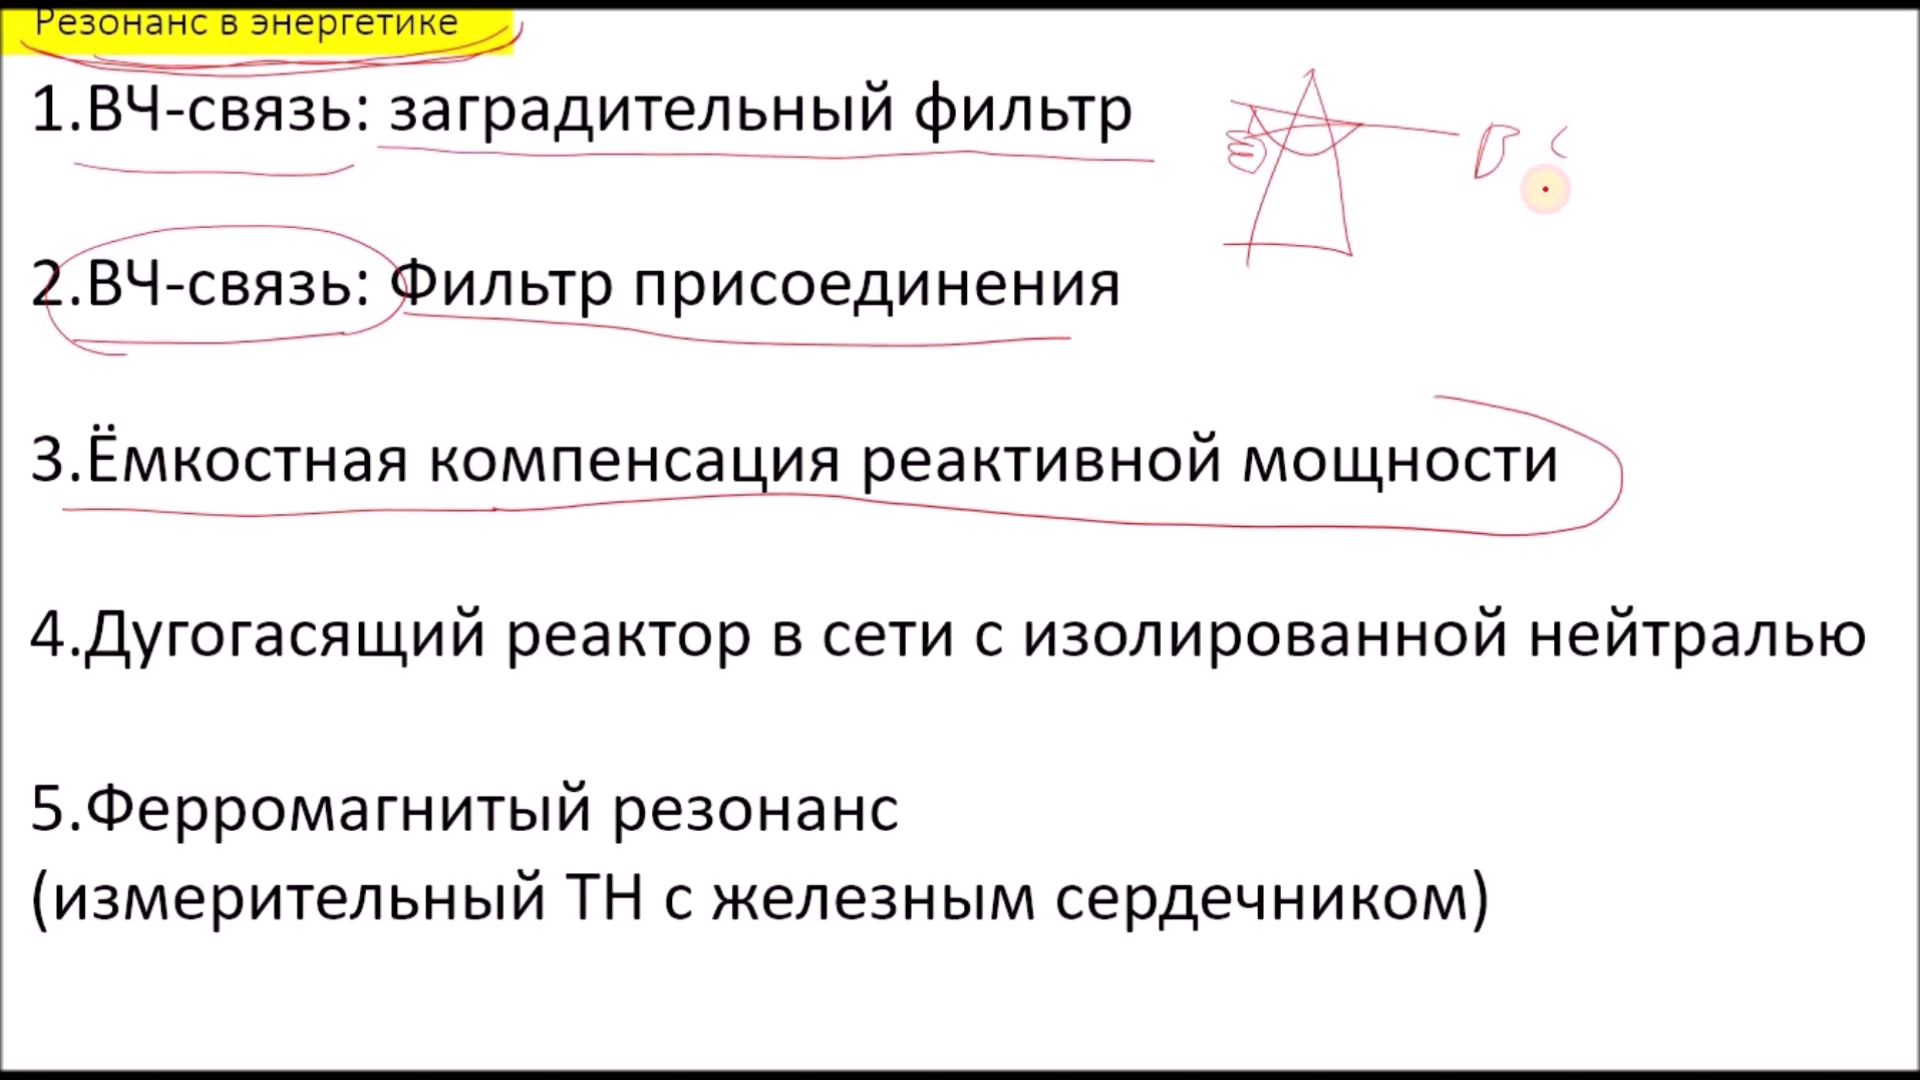 Резонанс в энергетике
1.ВЧ-связь: заградительный фильтр
2.ВЧ-связь: Фильтр присоединения
3.Ёмкостная компенсация реактивной мощности
4.Дугогасящий реактор в сети с изолированной нейтралью
5.Ферромагнитый резонанс
(измерительный ТН с железным сердечником)